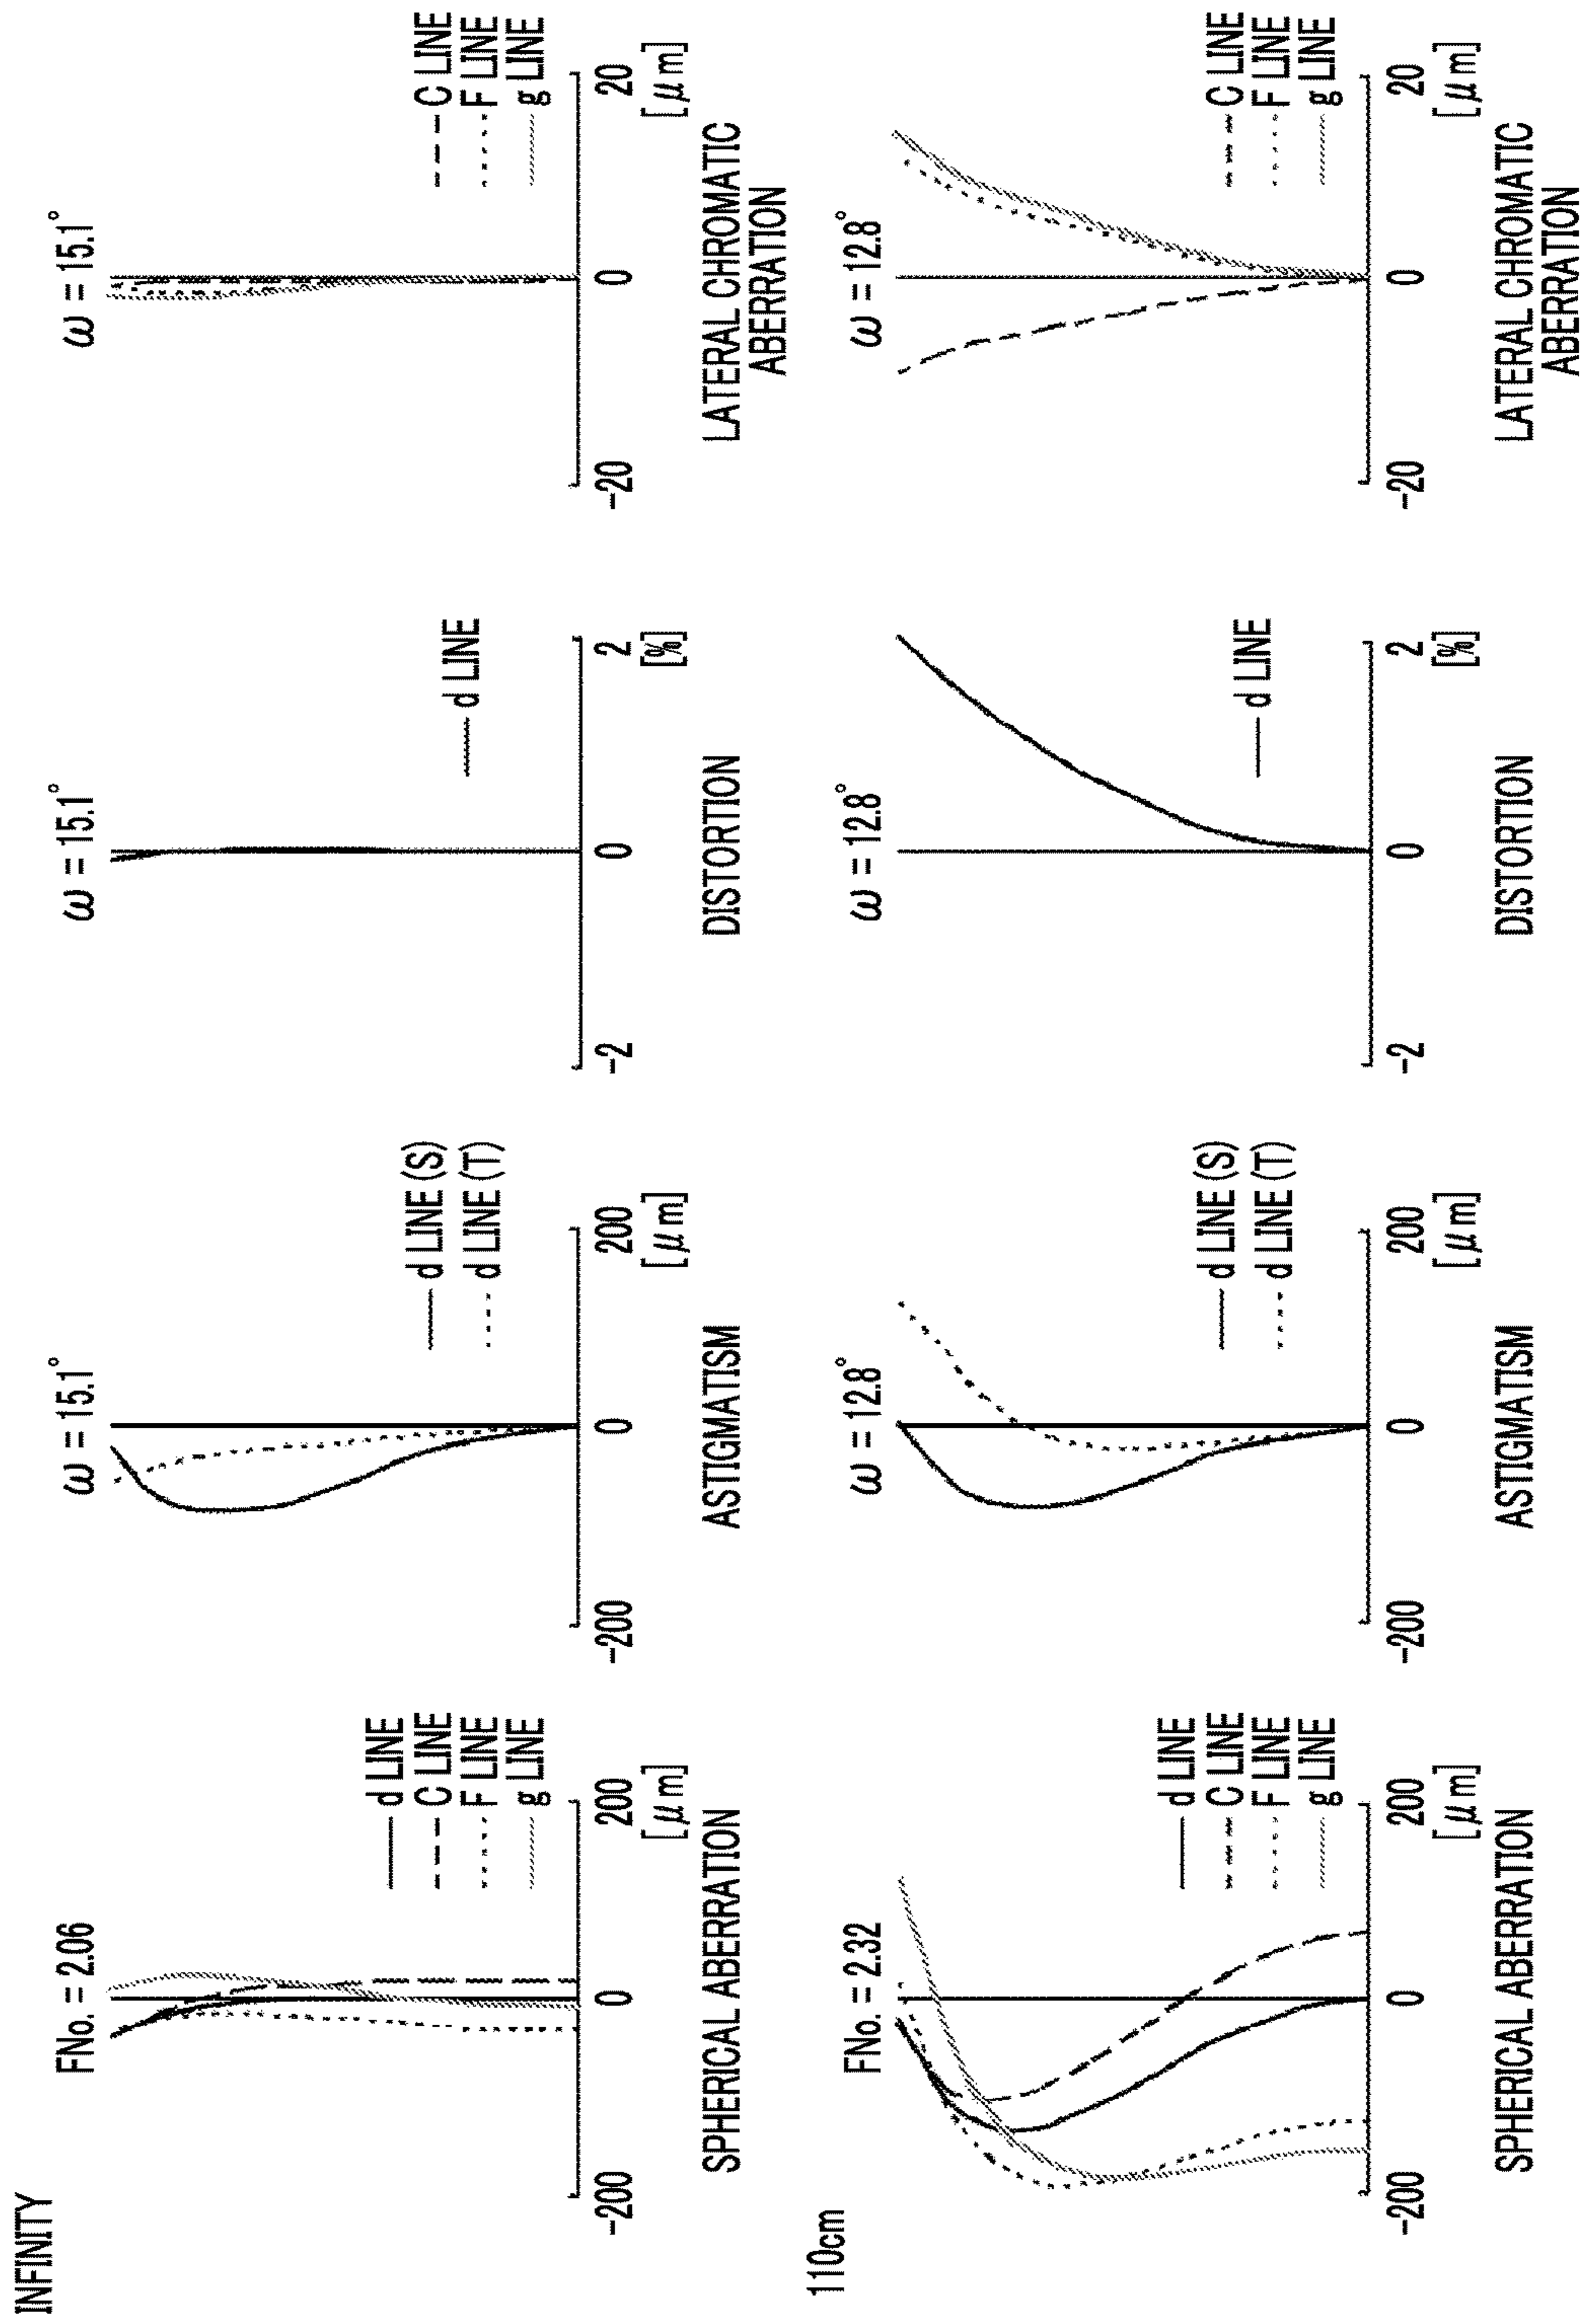 INFINITY
FNo. = 2.06
d LINE
C LINE
F LINE
g LINE
-200
0
200
[μm]
SPHERICAL ABERRATION
ω = 15.1°
d LINE (S)
d LINE (T)
-200
0
200
[μm]
ASTIGMATISM
ω = 15.1°
d LINE
-2
0
2
[%]
DISTORTION
ω = 15.1°
C LINE
F LINE
g LINE
-20
0
20
[μm]
LATERAL CHROMATIC
ABERRATION
110cm
FNo. = 2.32
d LINE
C LINE
F LINE
g LINE
-200
0
200
[μm]
SPHERICAL ABERRATION
ω = 12.8°
d LINE (S)
d LINE (T)
-200
0
200
[μm]
ASTIGMATISM
ω = 12.8°
d LINE
-2
0
2
[%]
DISTORTION
ω = 12.8°
C LINE
F LINE
g LINE
-20
0
20
[μm]
LATERAL CHROMATIC
ABERRATION